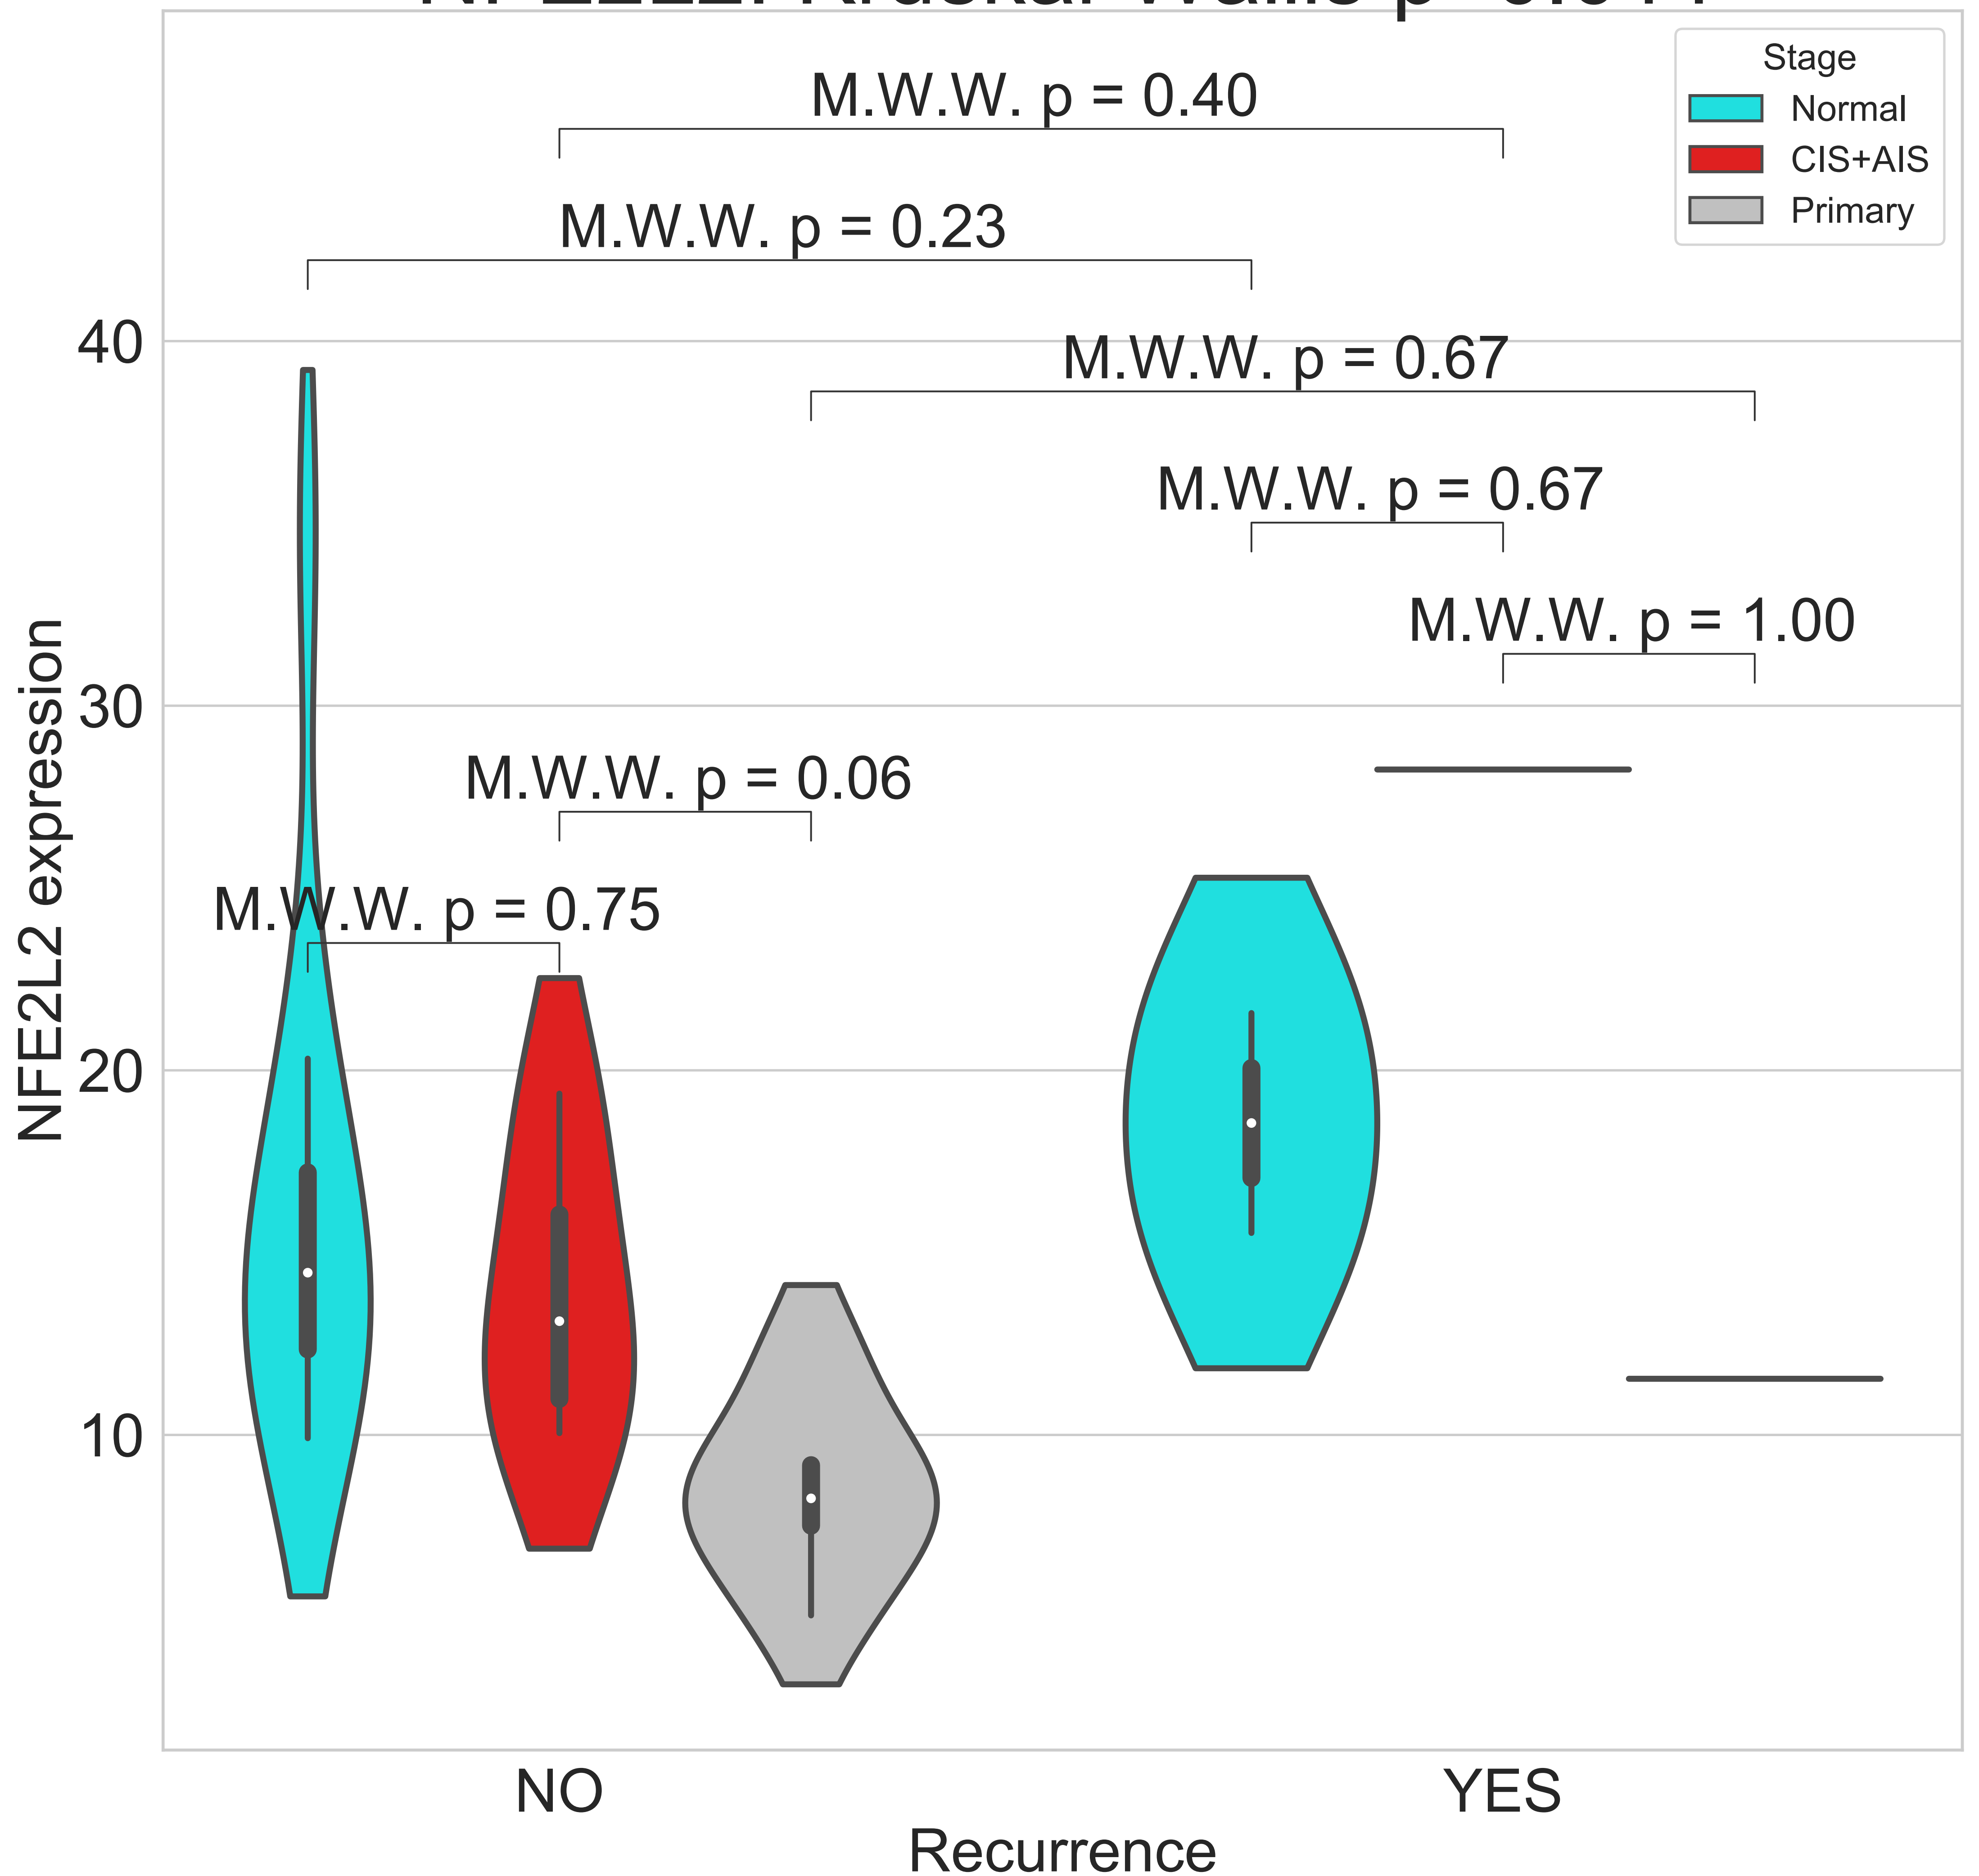 Stage
Normal
CIS+AIS
Primary
M.W.W. p = 0.40
M.W.W. p = 0.23
M.W.W. p = 0.67
M.W.W. p = 0.67
M.W.W. p = 1.00
M.W.W. p = 0.06
M.W.W. p = 0.75
40
30
20
10
NFE2L2 expression
NO
YES
Recurrence